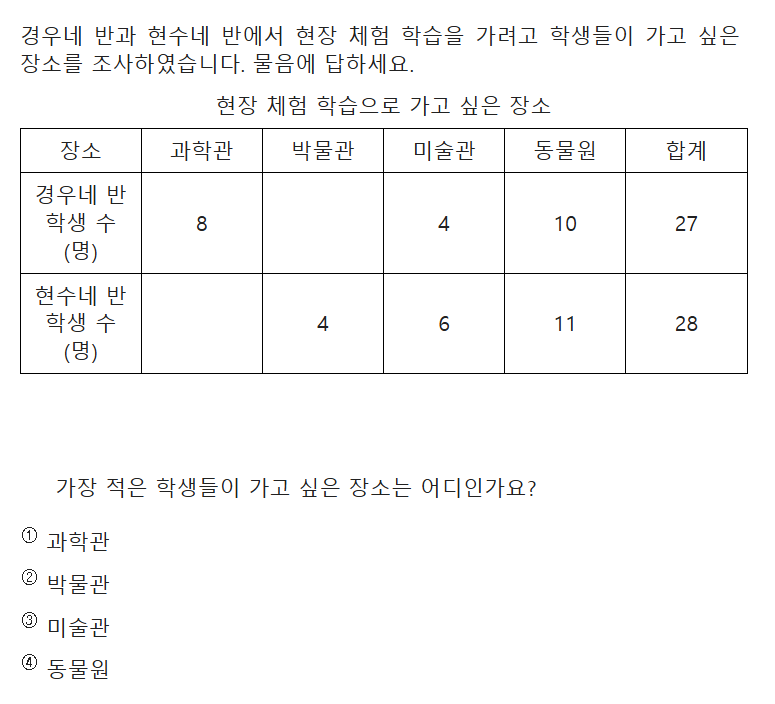 경우네 반과 현수네 반에서 현장 체험 학습을 가려고 학생들이 가고 싶은
장소를 조사하였습니다. 물음에 답하세요.
현장 체험 학습으로 가고 싶은 장소
장소 과학관 박물관 미술관 동물원 합계
경우네 반
학생 수
(명)
8 4 10 27
현수네 반
학생 수
(명)
4 6 11 28
가장 적은 학생들이 가고 싶은 장소는 어디인가요?
① 과학관
② 박물관
③ 미술관
④ 동물원